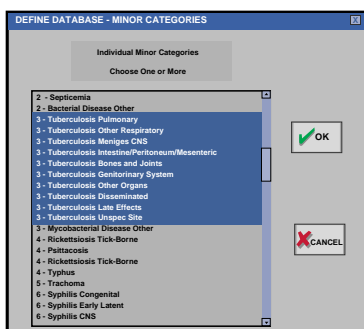 DEFINE DATABASE - MINOR CATEGORIES
X
Individual Minor Categories
Choose One or More
2 - Septicemia
2 - Bacterial Disease Other
3 - Tuberculosis Pulmonary
3 - Tuberculosis Other Respiratory
3 - Tuberculosis Meniges CNS
3 - Tuberculosis Intestine/Peritoneum/Mesenteric
3 - Tuberculosis Bones and Joints
3 - Tuberculosis Genitorinary System
3 - Tuberculosis Other Organs
3 - Tuberculosis Disseminated
3 - Tuberculosis Late Effects
3 - Tuberculosis Unspec Site
3 - Mycobacterial Disease Other
4 - Rickettsiosis Tick-Borne
4 - Psittacosis
4 - Rickettsiosis Tick-Borne
4 - Typhus
5 - Trachoma
6 - Syphilis Congenital
6 - Syphilis Early Latent
6 - Syphilis CNS
OK
CANCEL